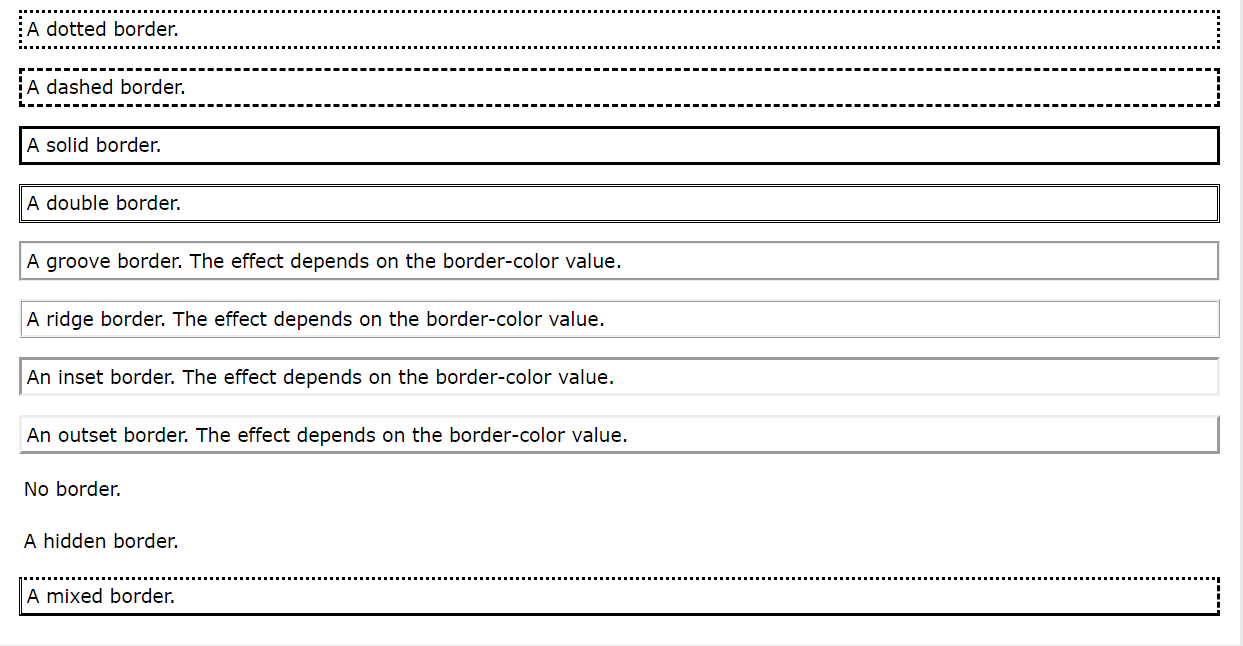 A dotted border.
A dashed border.
A solid border.
A double border.
A groove border. The effect depends on the border-color value.
A ridge border. The effect depends on the border-color value.
An inset border. The effect depends on the border-color value.
An outset border. The effect depends on the border-color value.
No border.
A hidden border.
A mixed border.